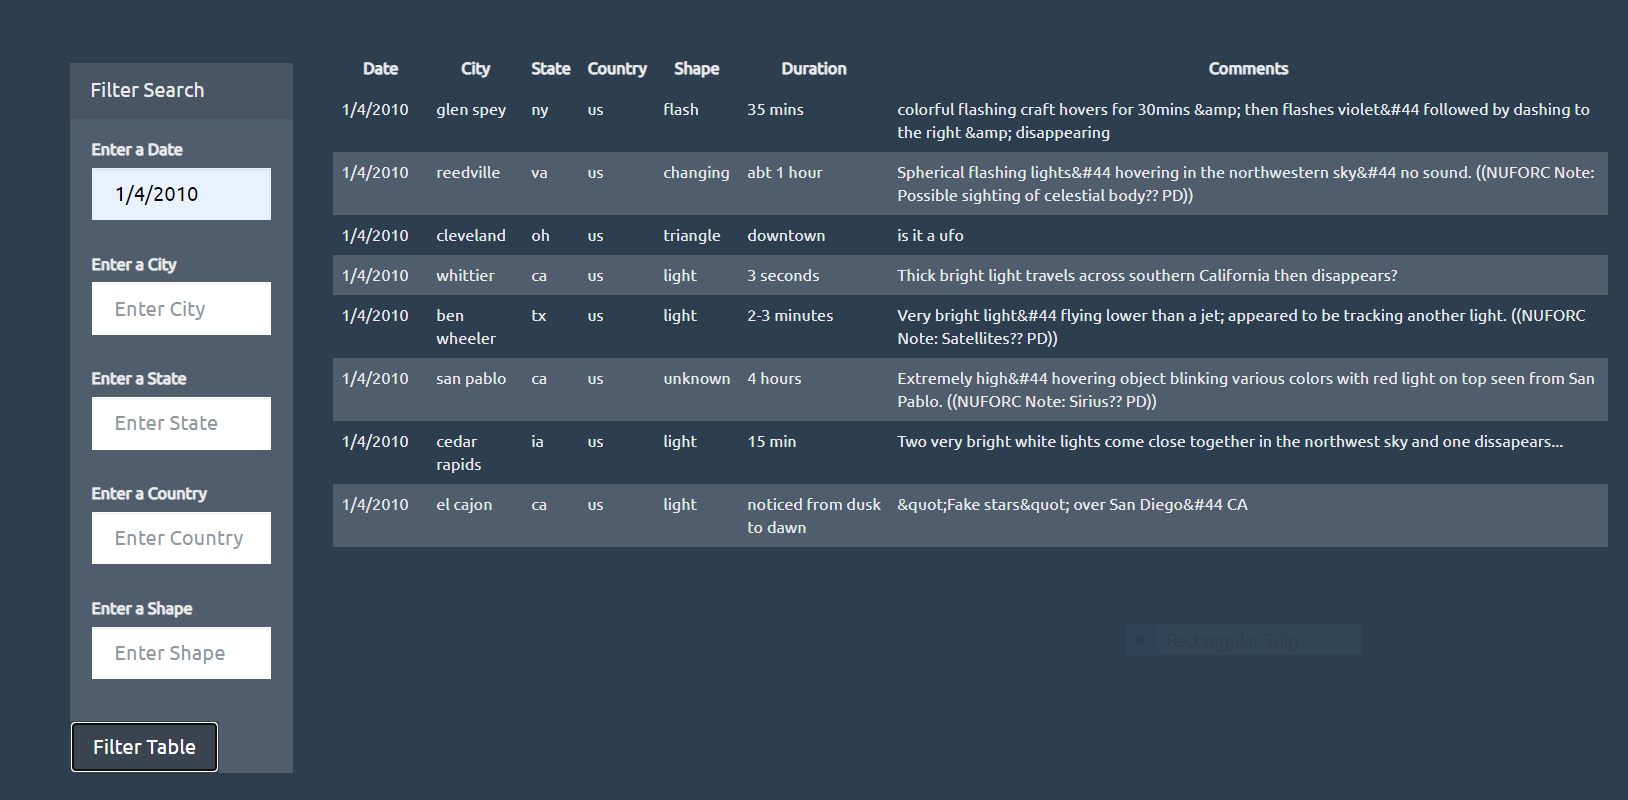 Filter Search
Enter a Date
1/4/2010
Enter a City
Enter City
Enter a State
Enter State
Enter a Country
Enter Country
Enter a Shape
Enter Shape
Filter Table
Date City State Country Shape Duration Comments
1/4/2010 glen spey ny us flash 35 mins colorful flashing craft hovers for 30mins &amp; then flashes violet&#44 followed by dashing to
the right &amp; disappearing
1/4/2010 reedville va us changing abt 1 hour Spherical flashing lights&#44 hovering in the northwestern sky&#44 no sound. ((NUFORC Note:
Possible sighting of celestial body?? PD))
1/4/2010 cleveland oh us triangle downtown is it a ufo
1/4/2010 whittier ca us light 3 seconds Thick bright light travels across southern California then disappears?
1/4/2010 ben tx us light 2-3 minutes Very bright light&#44 flying lower than a jet; appeared to be tracking another light. ((NUFORC
wheeler Note: Satellites?? PD))
1/4/2010 san pablo ca us unknown 4 hours Extremely high&#44 hovering object blinking various colors with red light on top seen from San
Pablo. ((NUFORC Note: Sirius?? PD))
1/4/2010 cedar ia us light 15 min Two very bright white lights come close together in the northwest sky and one dissapears...
rapids
1/4/2010 el cajon ca us light noticed from dusk &quot;Fake stars&quot; over San Diego&#44 CA
to dawn
Rectangular Snip